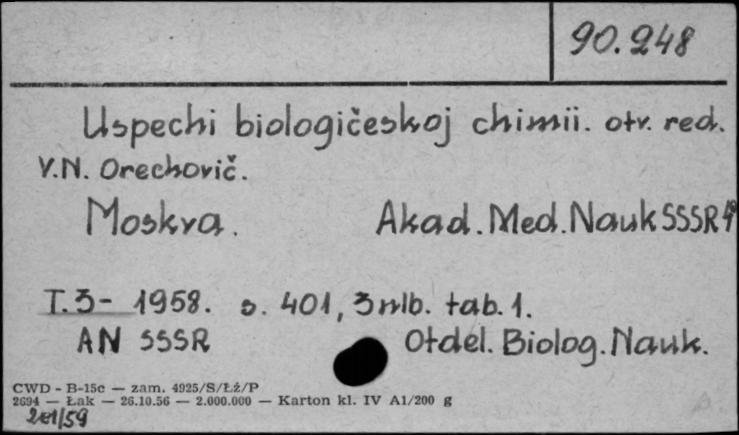 90.248
Uspechi biologičeskoj chimii. otv. red.
V.N. Orechovič.
Moskva. Akad. Med. Nauk SSSR
T.3- 1958. s. 401, 3 nlb. tab. 1.
AN SSSR Otdel. Biolog. Nauk.
CWD - B-15c — zam. 4925/S/Łź/P
2694 — Łak — 26.10.56 — 2.000.000 — Karton kl. IV A1/200 g
201/59